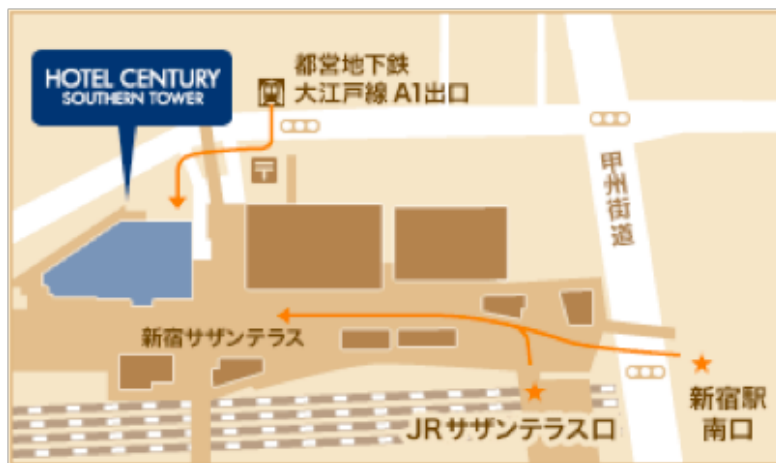 HOTEL CENTURY
SOUTHERN TOWER
都営地下鉄
大江戸線 A1出口
〒
甲州街道
新宿サザンテラス
JRサザンテラス口
新宿駅
南口